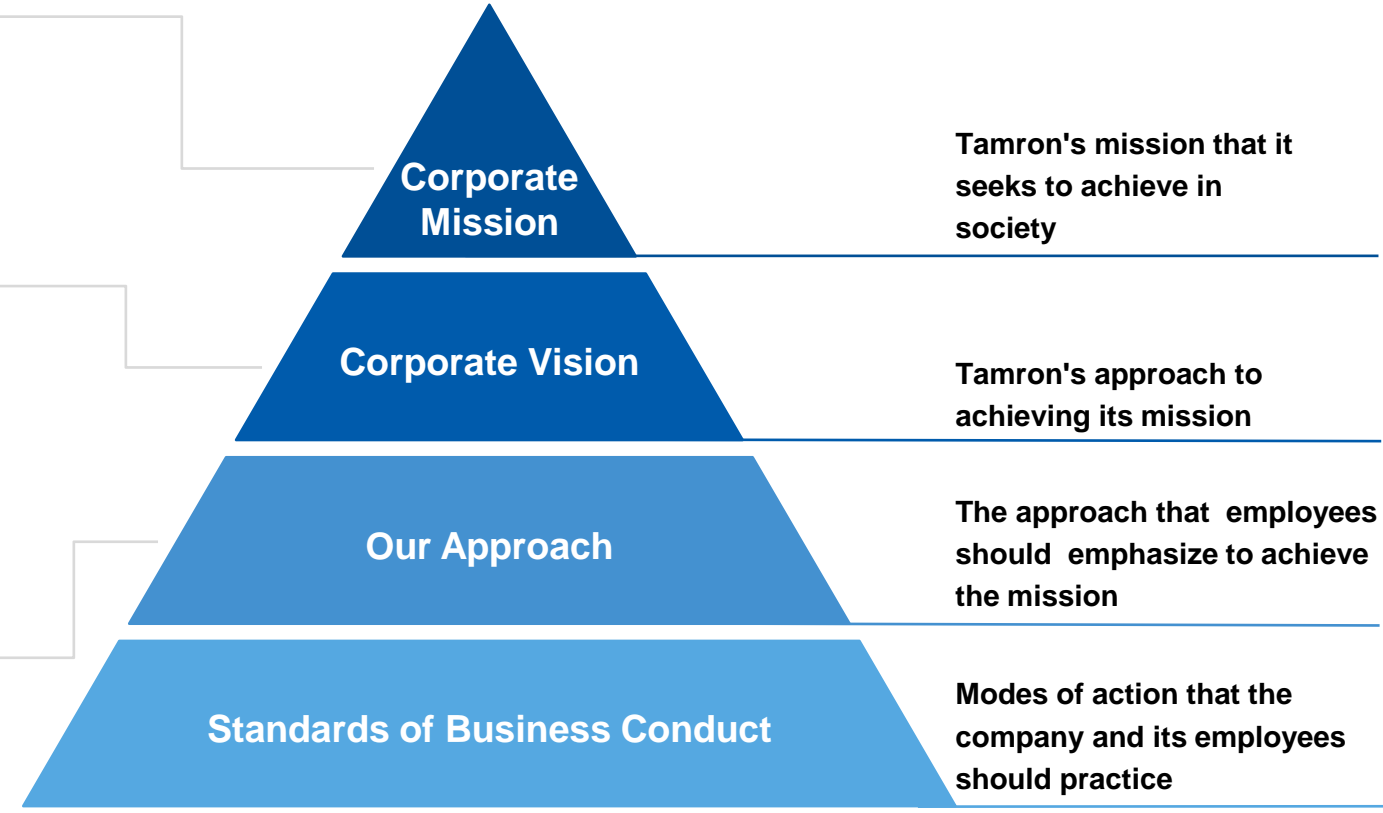 Corporate
Mission
Tamron's mission that it
seeks to achieve in
society
Corporate Vision
Tamron's approach to
achieving its mission
Our Approach
The approach that  employees
should  emphasize to achieve
the mission
Standards of Business Conduct
Modes of action that the
company and its employees
should practice